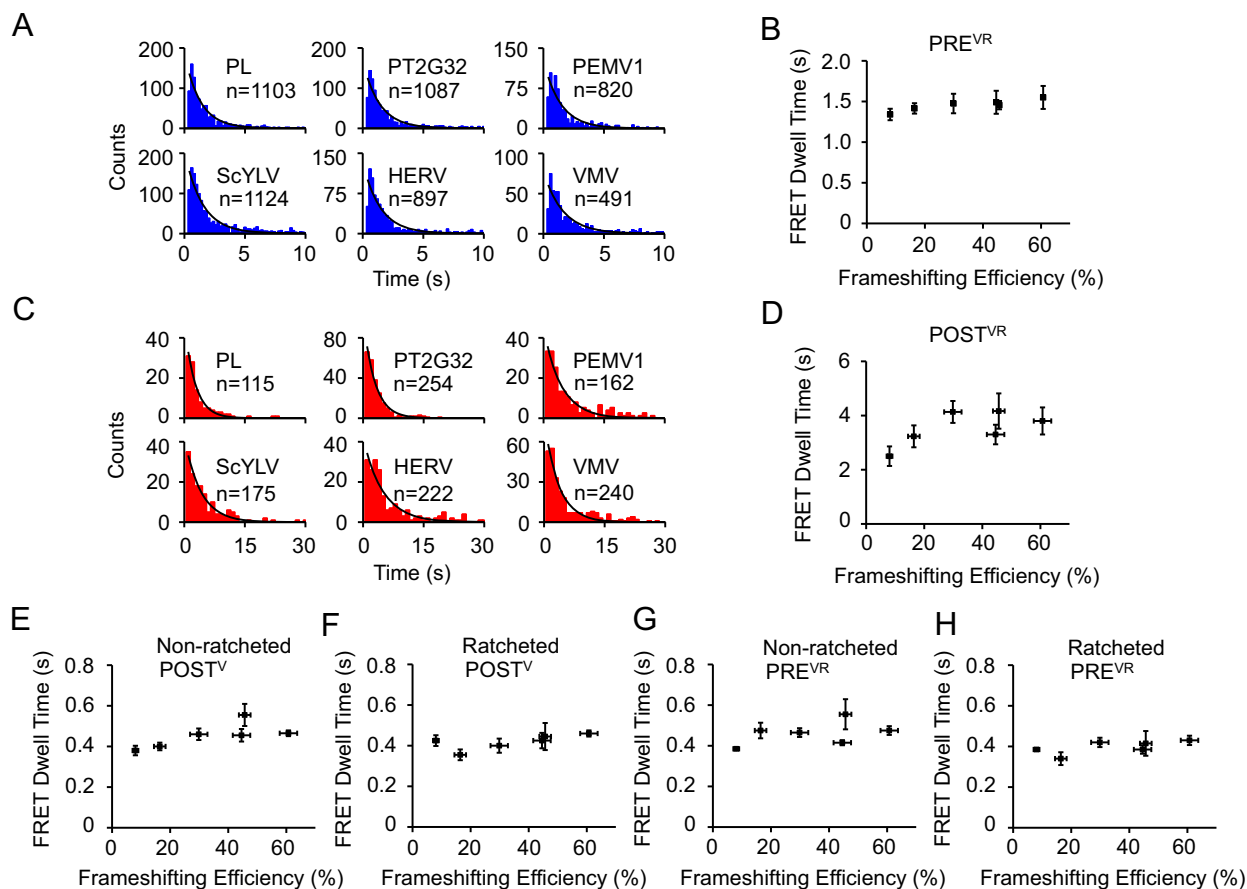 A
Counts
200
100
0
PL
n=1103
200
100
0
PT2G32
n=1087
150
75
0
PEMV1
n=820
200
100
0
ScYLV
n=1124
150
75
0
HERV
n=897
100
50
0
VMV
n=491
0 5 10
0 5 10
0 5 10
Time (s)
B
PREVR
FRET Dwell Time (s)
2.0
1.5
1.0
0.5
0
0 20 40 60
Frameshifting Efficiency (%)
C
Counts
40
20
0
PL
n=115
80
40
0
PT2G32
n=254
40
20
0
PEMV1
n=162
40
20
0
ScYLV
n=175
40
20
0
HERV
n=222
60
30
0
VMV
n=240
0 15 30
0 15 30
0 15 30
Time (s)
D
POSTVR
FRET Dwell Time (s)
6
4
2
0
0 20 40 60
Frameshifting Efficiency (%)
E
Non-ratcheted
POSTV
FRET Dwell Time (s)
0.8
0.6
0.4
0.2
0
0 20 40 60
Frameshifting Efficiency (%)
F
Ratcheted
POSTV
FRET Dwell Time (s)
0.8
0.6
0.4
0.2
0
0 20 40 60
Frameshifting Efficiency (%)
G
Non-ratcheted
PREVR
FRET Dwell Time (s)
0.8
0.6
0.4
0.2
0
0 20 40 60
Frameshifting Efficiency (%)
H
Ratcheted
PREVR
FRET Dwell Time (s)
0.8
0.6
0.4
0.2
0
0 20 40 60
Frameshifting Efficiency (%)